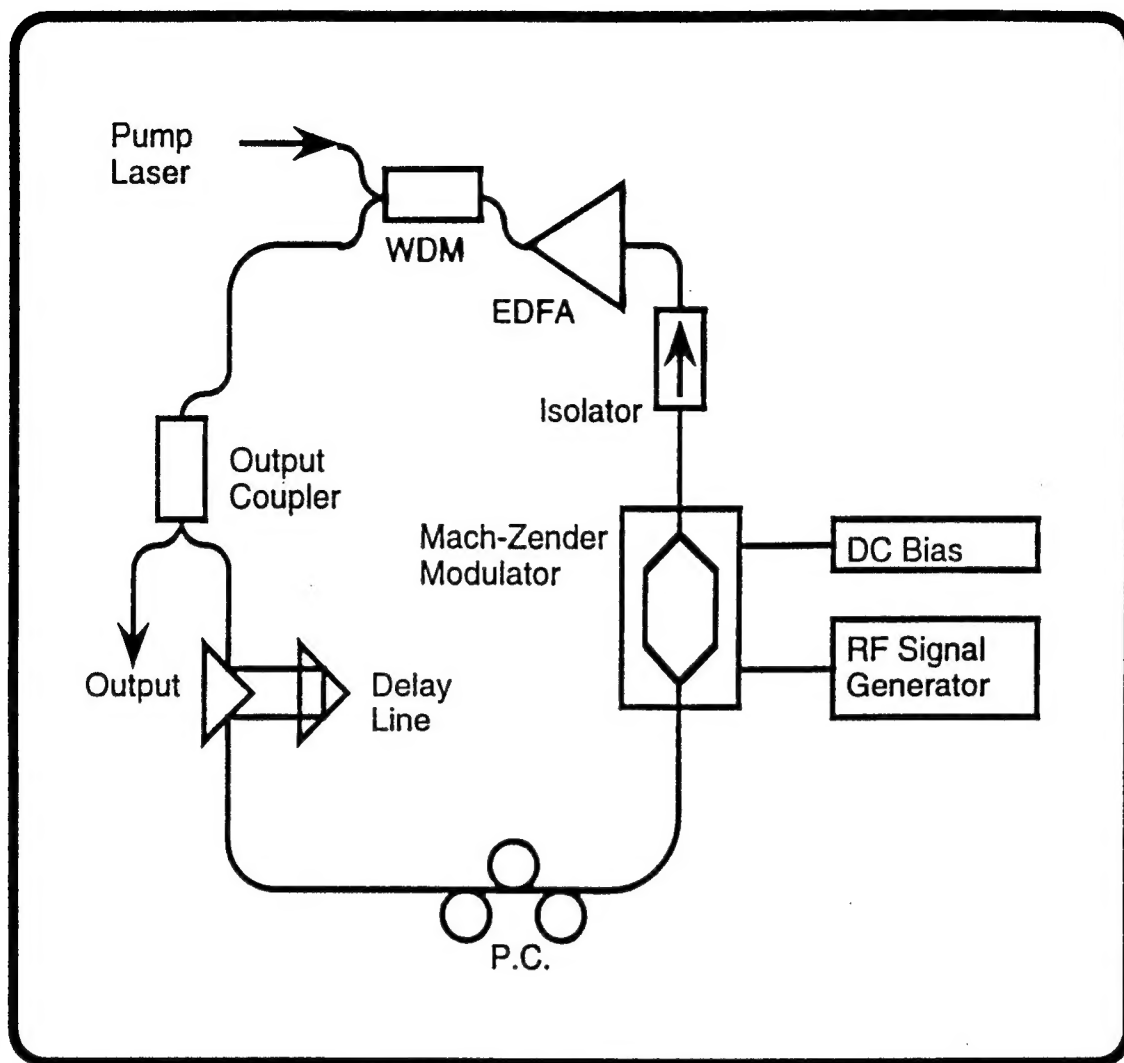 Pump
Laser
WDM
EDFA
Isolator
Output
Coupler
Mach-Zender
Modulator
DC Bias
RF Signal
Generator
Output
Delay
Line
P.C.